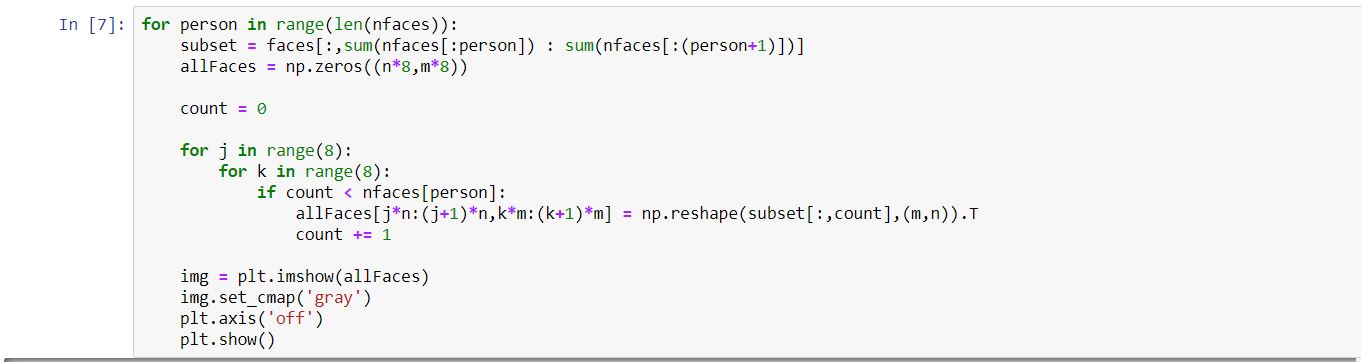 In [7]: for person in range(len(nfaces)):
    subset = faces[:,sum(nfaces[:person]) : sum(nfaces[:(person+1)])]
    allFaces = np.zeros((n*8,m*8))

    count = 0

    for j in range(8):
        for k in range(8):
            if count < nfaces[person]:
                allFaces[j*n:(j+1)*n,k*m:(k+1)*m] = np.reshape(subset[:,count],(m,n)).T
                count += 1

    img = plt.imshow(allFaces)
    img.set_cmap('gray')
    plt.axis('off')
    plt.show()